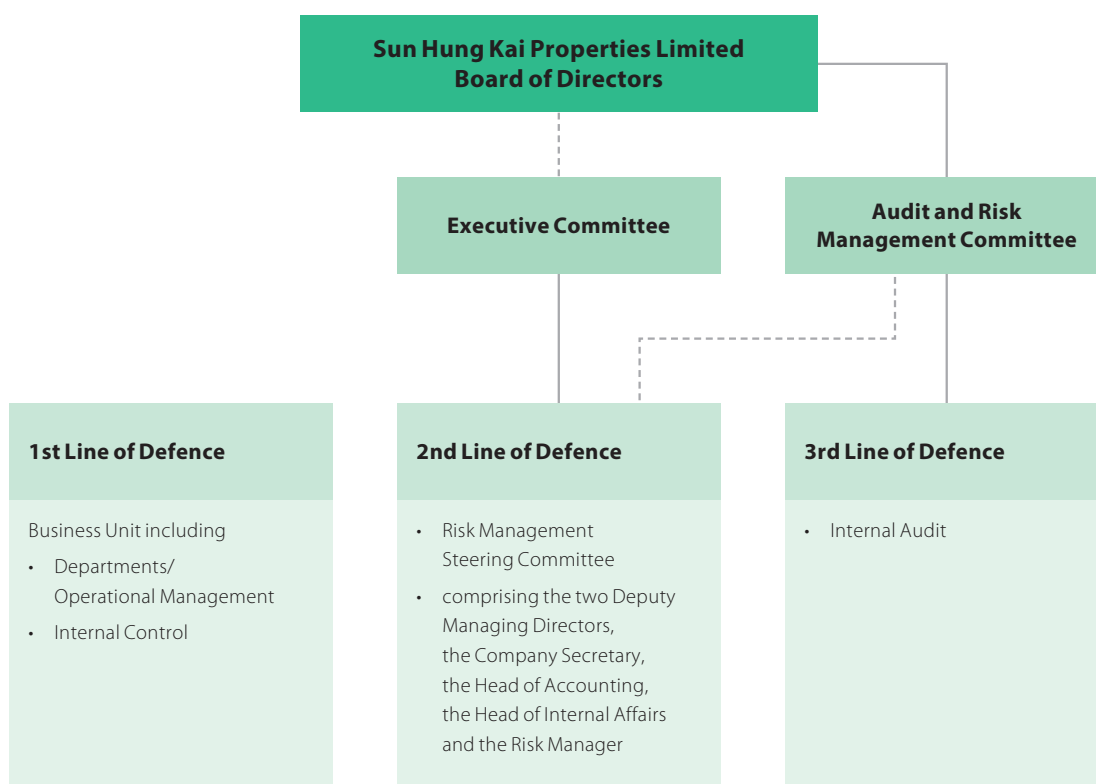 Sun Hung Kai Properties Limited
Board of Directors
Executive Committee
Audit and Risk
Management Committee
1st Line of Defence
Business Unit including
• Departments/
Operational Management
• Internal Control
2nd Line of Defence
• Risk Management
Steering Committee
• comprising the two Deputy
Managing Directors,
the Company Secretary,
the Head of Accounting,
the Head of Internal Affairs
and the Risk Manager
3rd Line of Defence
• Internal Audit